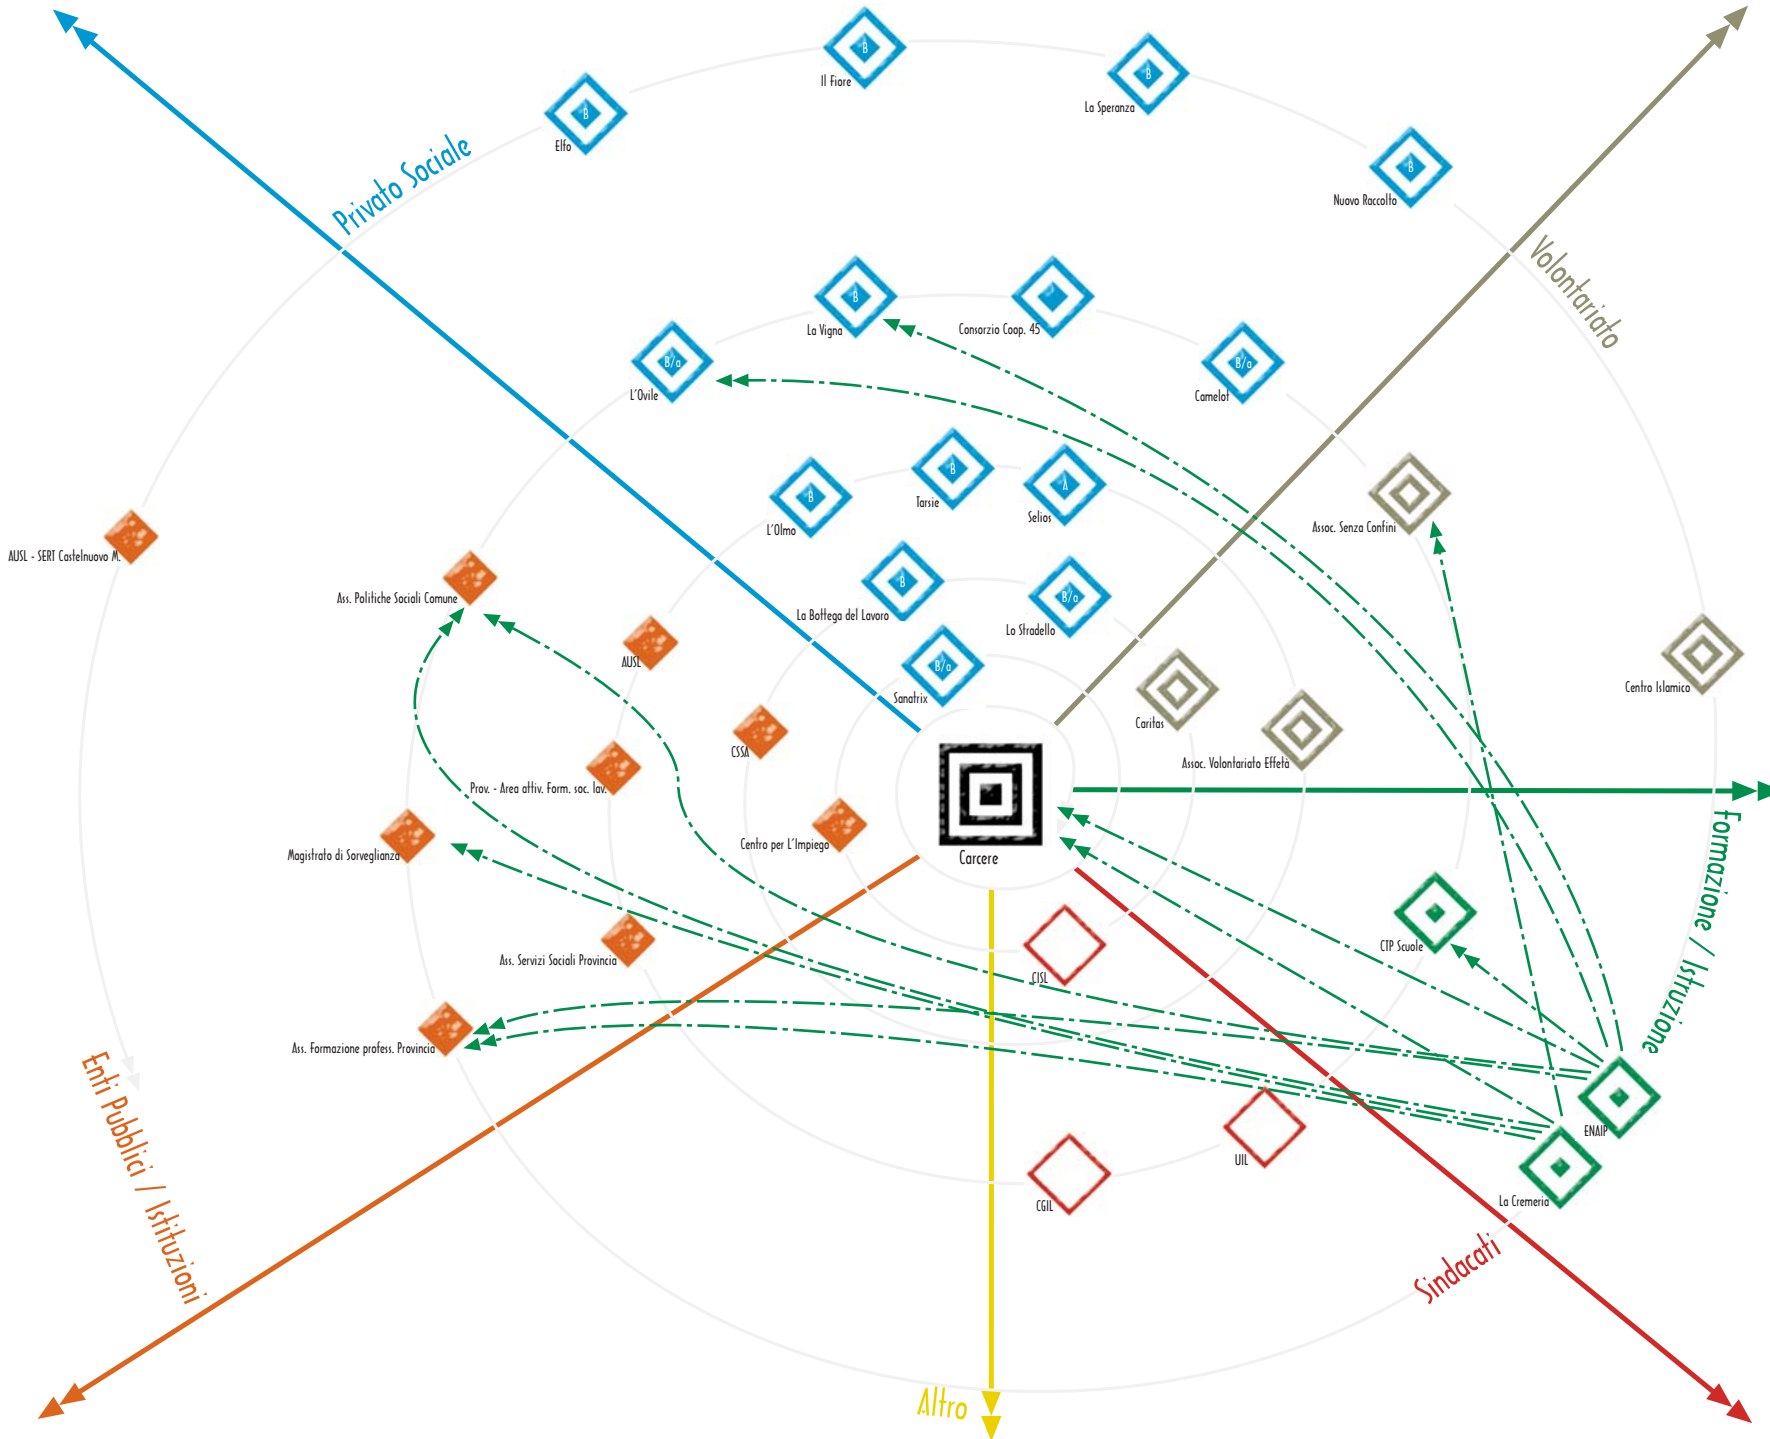 B
Il Fiore
B
La Speranza
B
Elfo
Privato Sociale
B
Nuovo Raccolto
Volontariato
B
La Vigna
Consorzio Coop. 45
B/a
L'Ovile
B/a
Camelot
B
L'Olmo
B
Tarsie
A
Selios
Assoc. Senza Confini
AUSL - SERT Castelnuovo M.
Ass. Politiche Sociali Comune
B
La Bottega del Lavoro
B/a
Lo Stradello
AUSL
B/a
Sanatrix
Caritas
Centro Islamico
CSSA
Assoc. Volontariato Effetà
Prov. - Area attiv. Form. soc. lav.
Magistrato di Sorveglianza
Centro per L'Impiego
Carcere
Formazione / Istruzione
CTP Scuole
Ass. Servizi Sociali Provincia
CISL
Ass. Formazione profess. Provincia
Enti Pubblici / Istituzioni
ENAIP
UIL
CGIL
La Cremeria
Sindacati
Altro